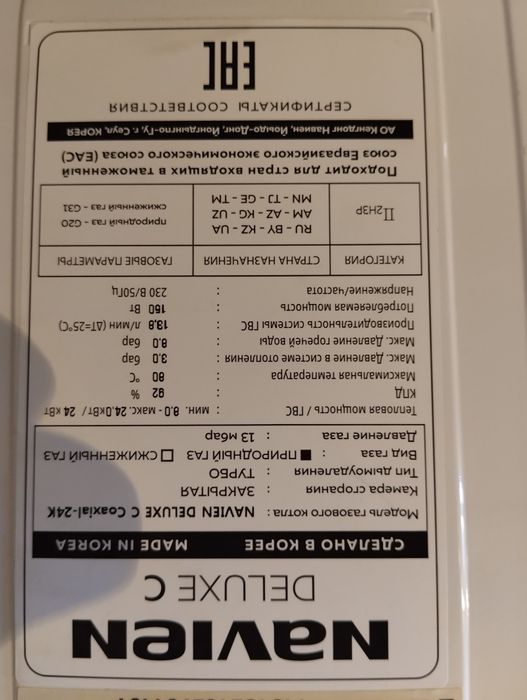 NAVIEN
DELUXE C
СДЕЛАНО В КОРЕЕ MADE IN KOREA
Модель газового котла : NAVIEN DELUXE C Coaxial-24K
Камера сгорания : ЗАКРЫТАЯ
Тип дымоудаления : ТУРБО
Вид газа : ■ ПРИРОДНЫЙ ГАЗ □ СЖИЖЕННЫЙ ГАЗ
Давление газа : 13 мбар
Тепловая мощность / ГВС : мин. 8.0 - макс. 24.0кВт / 24 кВт
КПД : 92 %
Максимальная температура : 80 °C
Макс. Давление в системе отопления : 3.0 бар
Макс. Давление горячей воды : 8.0 бар
Производительность системы ГВС : 13.8 л/мин (ΔT=25°C)
Потребляемая мощность : 150 Вт
Напряжение/частота : 230 В/50Гц
КАТЕГОРИЯ СТРАНА НАЗНАЧЕНИЯ ГАЗОВЫЕ ПАРАМЕТРЫ
II2H3P RU - BY - KZ - UA природный газ - G20
AM - AZ - KG - UZ сжиженный газ - G31
MN - TJ - GE - TM
Подходит для стран входящих в таможенный
союз Евразийского экономического союза (ЕАС)
АО Кёнгдонг Навиен, Йоыдо-Донг, Йонгдынгпо-Гу, г. Сеул, КОРЕЯ
СЕРТИФИКАТЫ СООТВЕТСТВИЯ
EAC